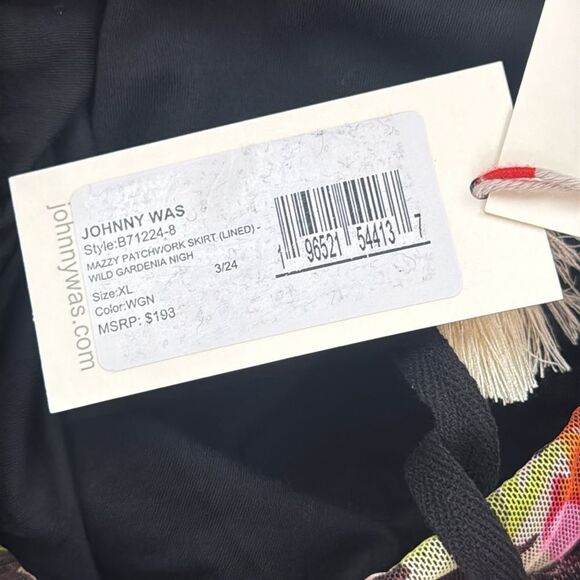 JOHNNY WAS
Style:B71224-8
MAZZY PATCHWORK SKIRT (LINED) -
WILD GARDENIA NIGH
3/24
Size:XL
Color:WGN
MSRP: $193
1 96521 54413 7
johnnywas.com